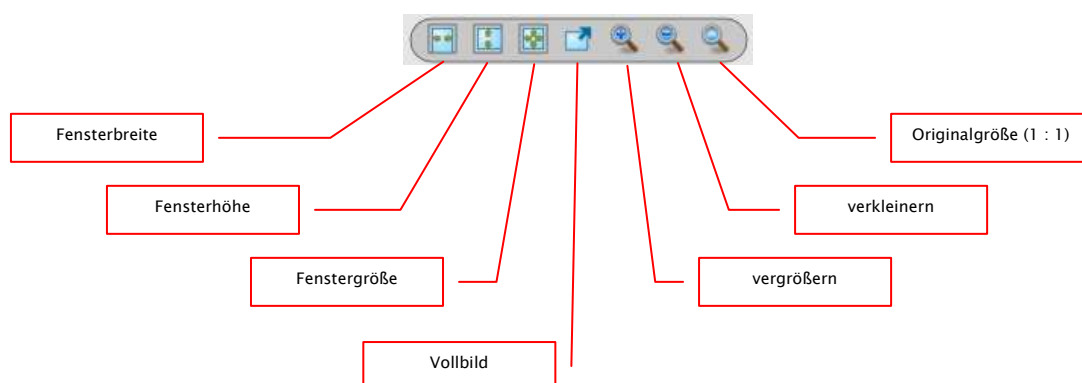 Fensterbreite
Originalgröße (1 : 1)
Fensterhöhe
verkleinern
Fenstergröße
vergrößern
Vollbild